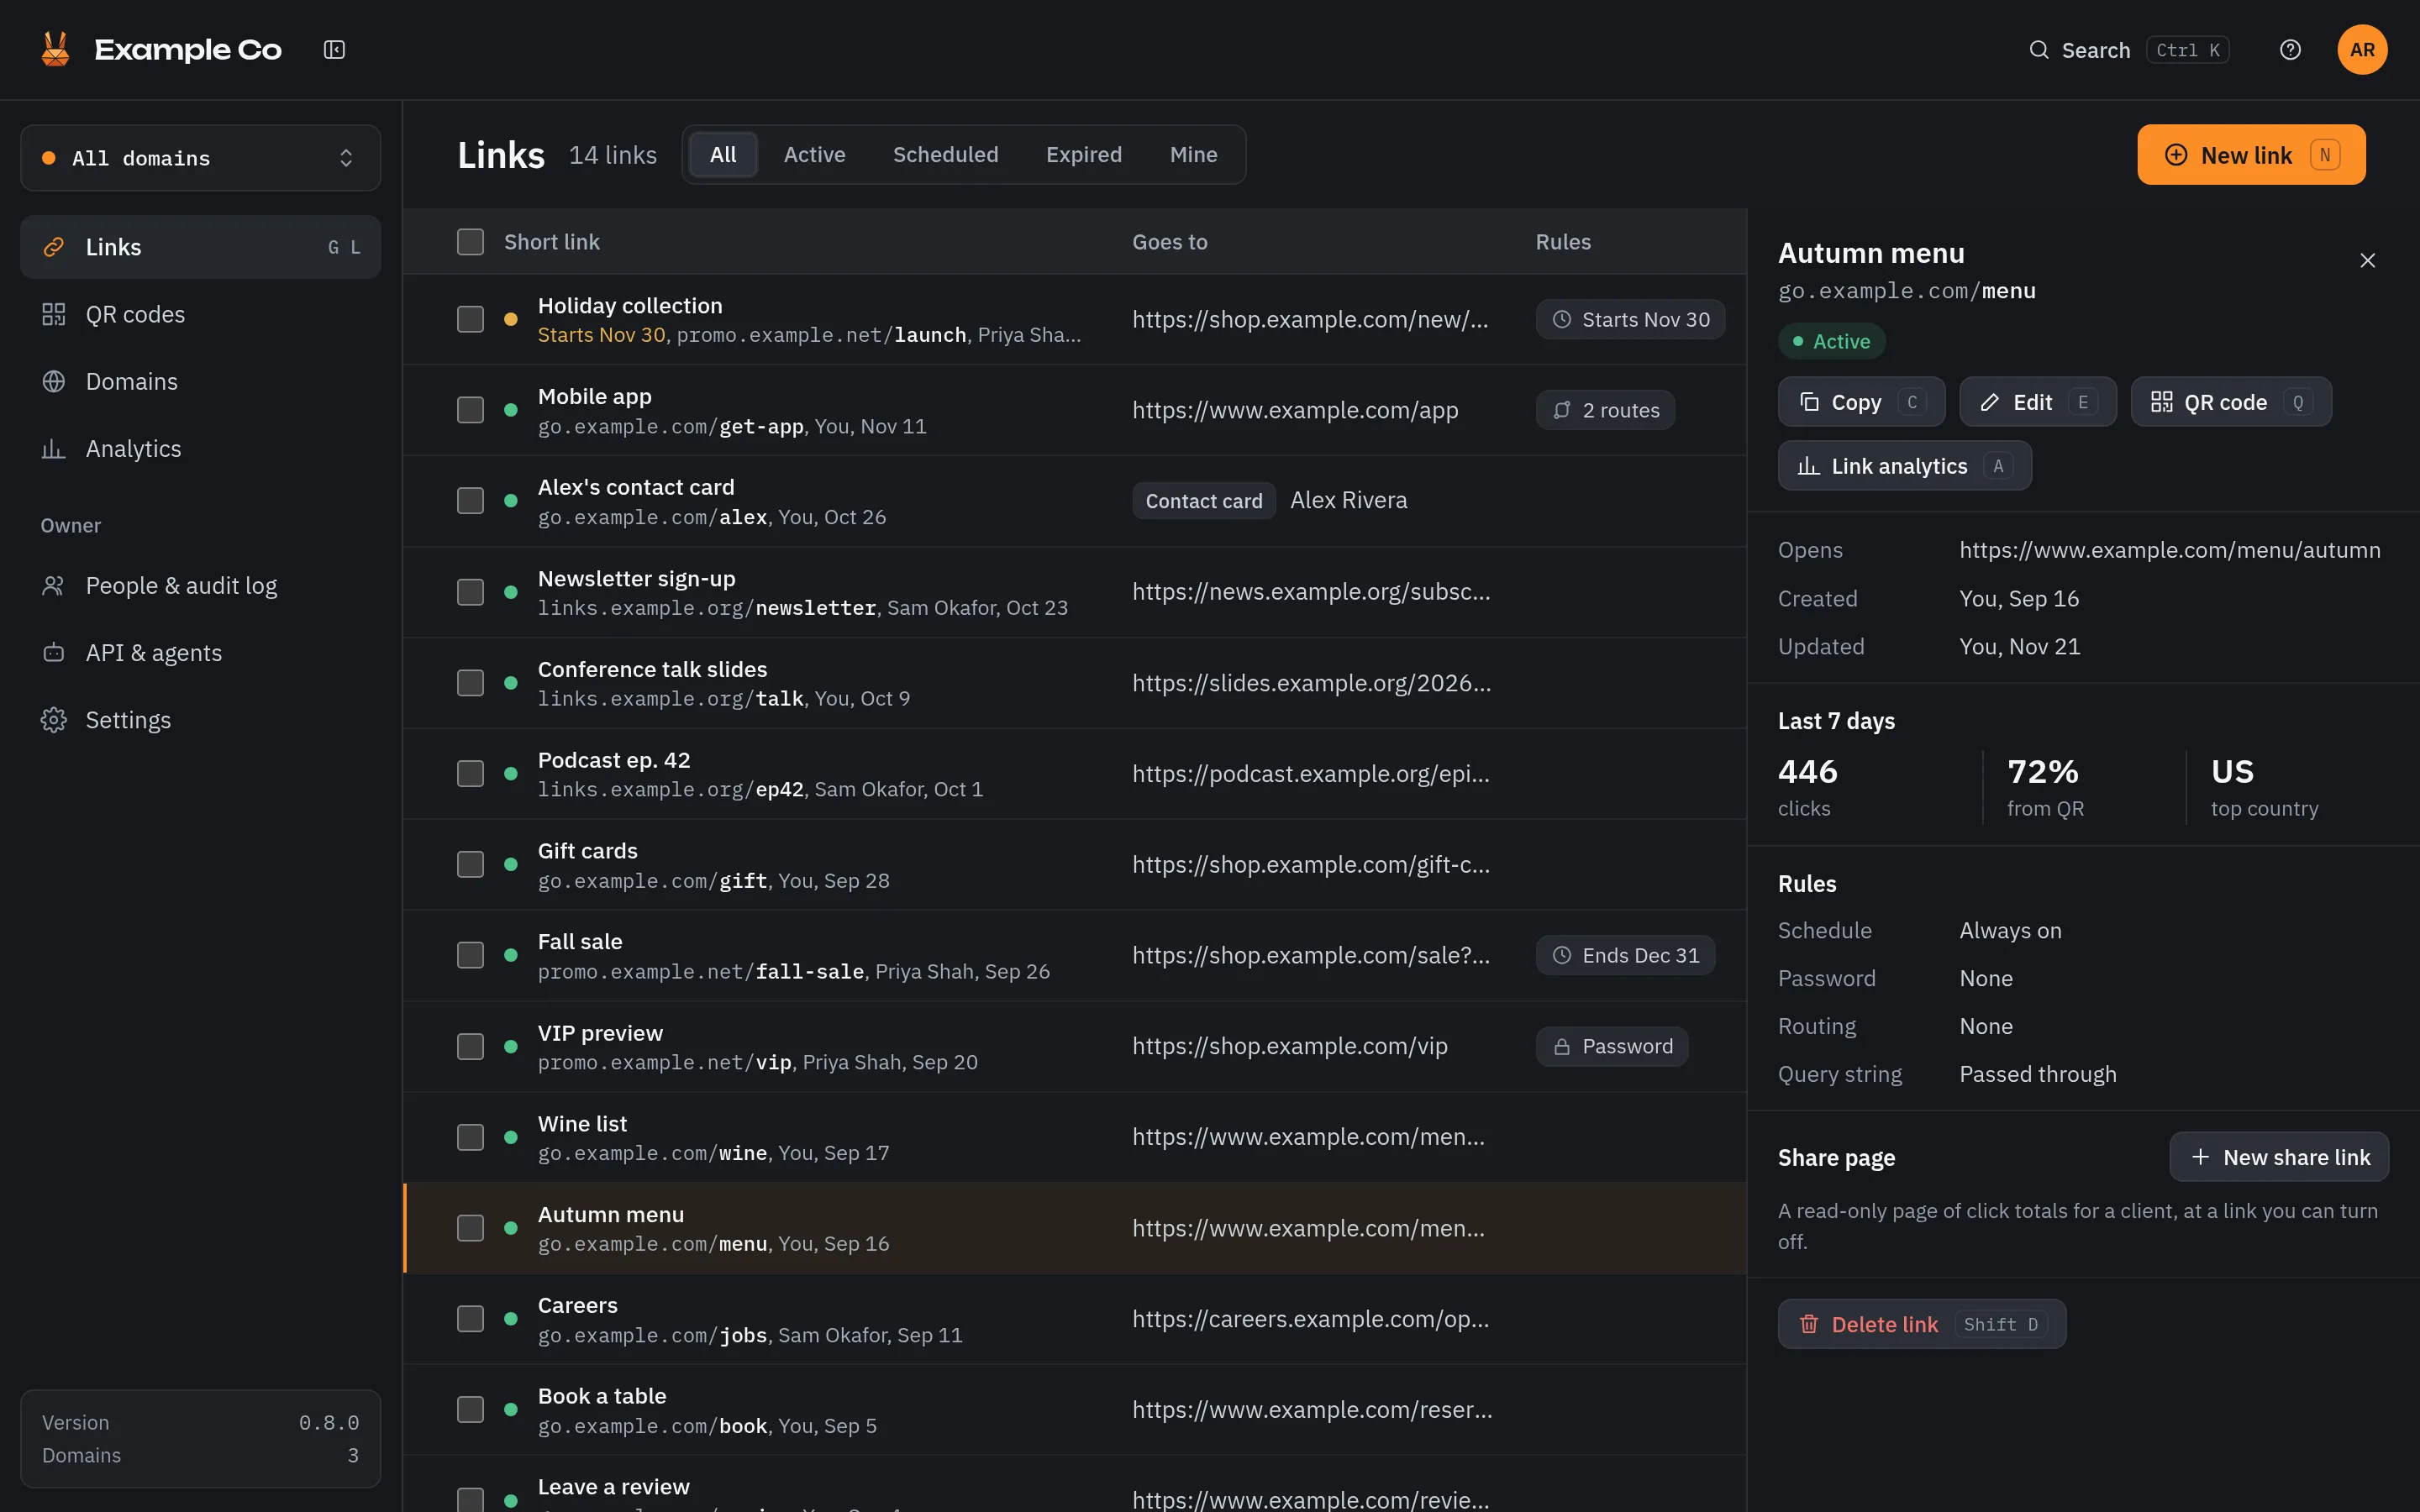 Example Co
Search Ctrl K
AR
All domains
Links G L
QR codes
Domains
Analytics
Owner
People & audit log
API & agents
Settings
Version 0.8.0
Domains 3
Links 14 links All Active Scheduled Expired Mine
New link N
Short link Goes to Rules
Holiday collection
Starts Nov 30, promo.example.net/launch, Priya Sha...
https://shop.example.com/new/...
Starts Nov 30
Mobile app
go.example.com/get-app, You, Nov 11
https://www.example.com/app
2 routes
Alex's contact card
go.example.com/alex, You, Oct 26
Contact card Alex Rivera
Newsletter sign-up
links.example.org/newsletter, Sam Okafor, Oct 23
https://news.example.org/subsc...
Conference talk slides
links.example.org/talk, You, Oct 9
https://slides.example.org/2026...
Podcast ep. 42
links.example.org/ep42, Sam Okafor, Oct 1
https://podcast.example.org/epi...
Gift cards
go.example.com/gift, You, Sep 28
https://shop.example.com/gift-c...
Fall sale
promo.example.net/fall-sale, Priya Shah, Sep 26
https://shop.example.com/sale?...
Ends Dec 31
VIP preview
promo.example.net/vip, Priya Shah, Sep 20
https://shop.example.com/vip
Password
Wine list
go.example.com/wine, You, Sep 17
https://www.example.com/men...
Autumn menu
go.example.com/menu, You, Sep 16
https://www.example.com/men...
Careers
go.example.com/jobs, Sam Okafor, Sep 11
https://careers.example.com/op...
Book a table
go.example.com/book, You, Sep 5
https://www.example.com/reser...
Leave a review
https://www.example.com/revie...
Autumn menu
go.example.com/menu
Active
Copy C Edit E QR code Q
Link analytics A
Opens https://www.example.com/menu/autumn
Created You, Sep 16
Updated You, Nov 21
Last 7 days
446 72% US
clicks from QR top country
Rules
Schedule Always on
Password None
Routing None
Query string Passed through
Share page New share link
A read-only page of click totals for a client, at a link you can turn
off.
Delete link Shift D